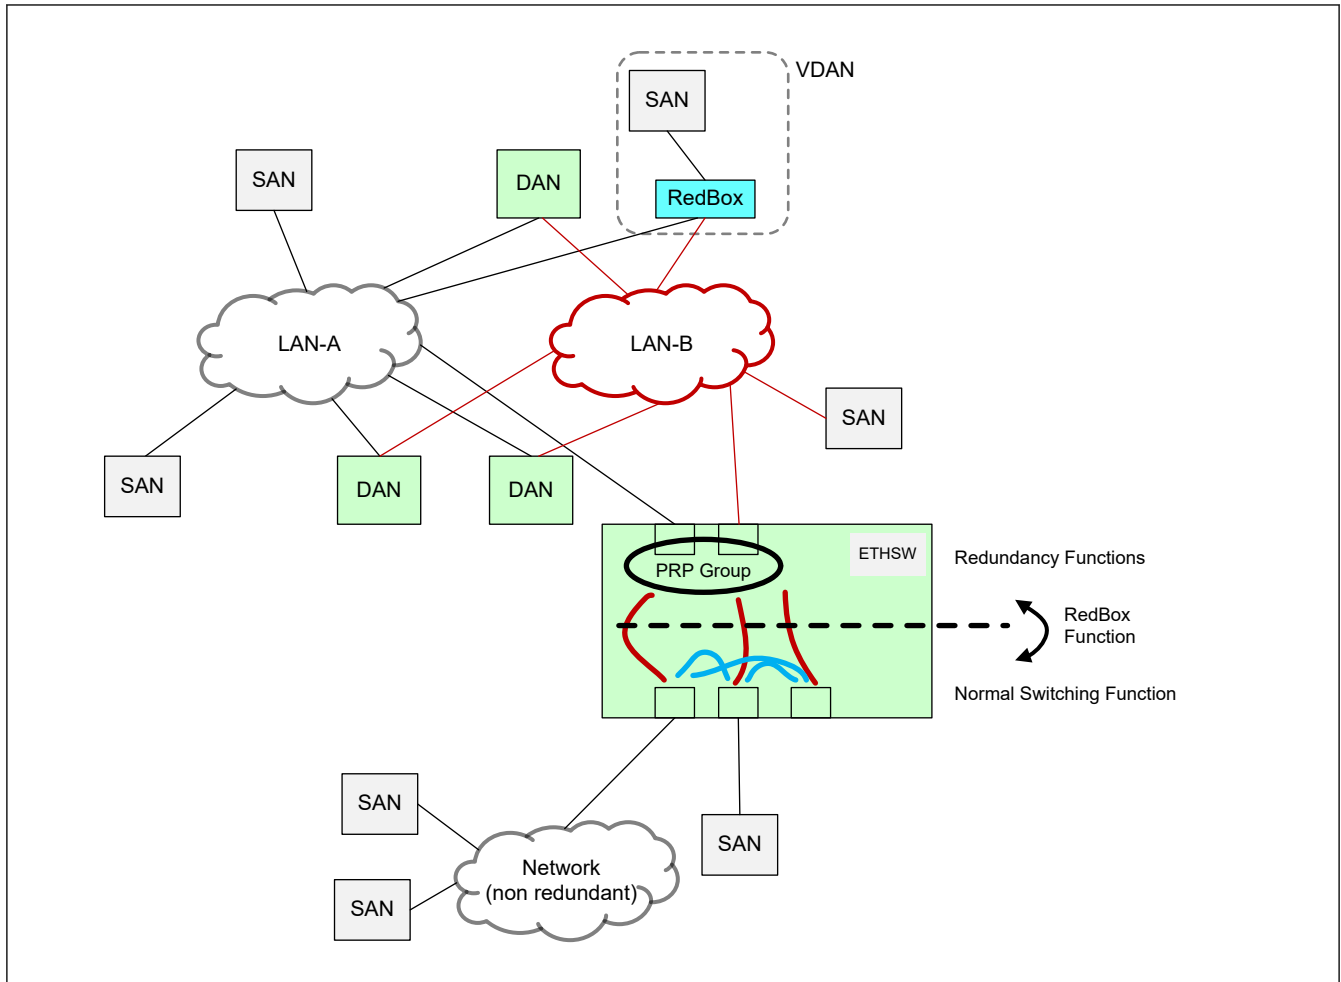 VDAN
SAN
SAN
DAN
RedBox
LAN-A
LAN-B
SAN
SAN
DAN
DAN
ETHSW
PRP Group
Redundancy Functions
RedBox
Function
Normal Switching Function
SAN
SAN
Network
(non redundant)
SAN